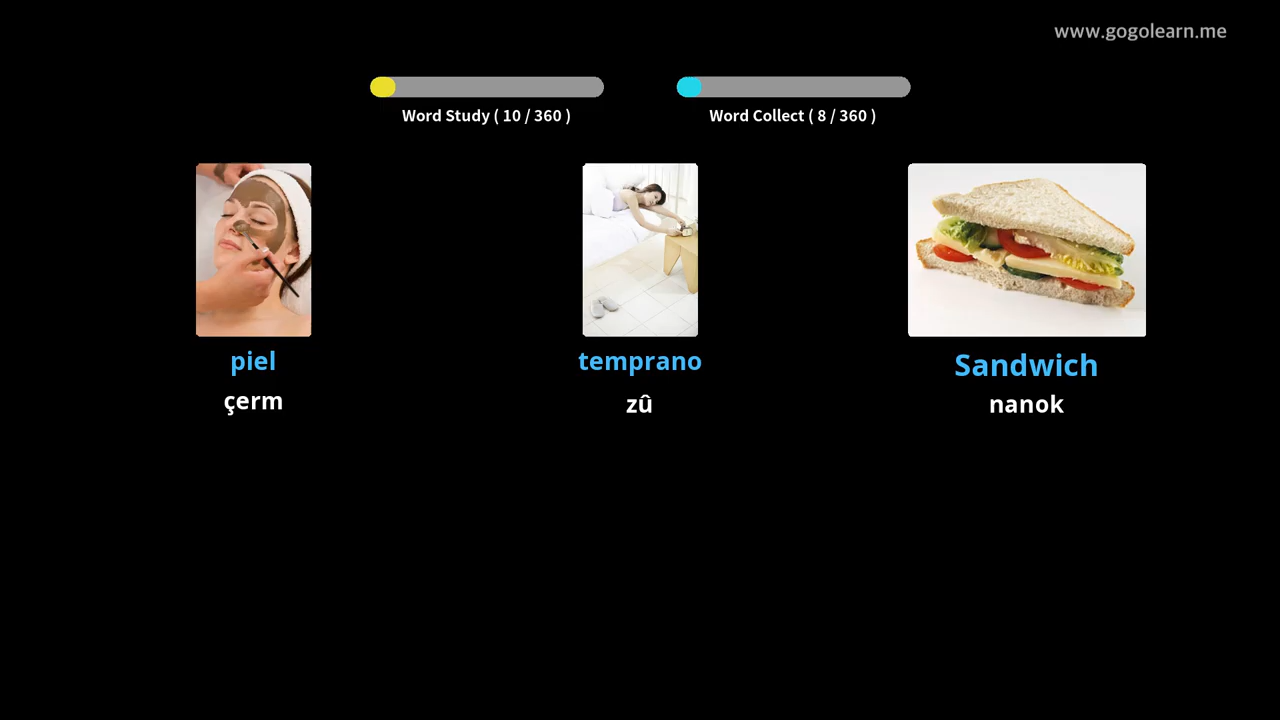 www.gogolearn.me
Word Study ( 10 / 360 )
Word Collect ( 8 / 360 )
piel
temprano
Sandwich
çerm
zû
nanok